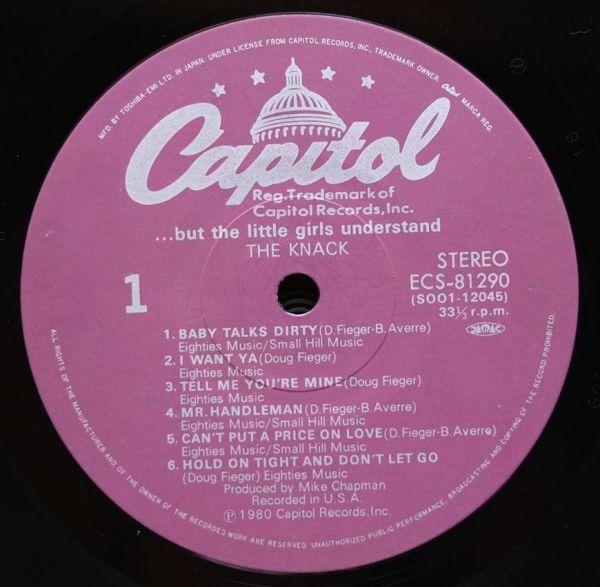 MFD. BY TOSHIBA-EMI LTD. IN JAPAN. UNDER LICENSE FROM CAPITOL RECORDS, INC., TRADEMARK OWNER. Capitol MARCA REG.
Capitol
Reg.Trademark of
Capitol Records,Inc.
...but the little girls understand
THE KNACK
1
STEREO
ECS-81290
(SOO1-12045)
33⅓ r.p.m.
JASRAC
1. BABY TALKS DIRTY (D.Fieger-B.Averre)
Eighties Music/Small Hill Music
2. I WANT YA (Doug Fieger)
Eighties Music
3. TELL ME YOU'RE MINE (Doug Fieger)
Eighties Music
4. MR. HANDLEMAN (D.Fieger-B.Averre)
Eighties Music/Small Hill Music
5. CAN'T PUT A PRICE ON LOVE (D.Fieger-B.Averre)
Eighties Music/Small Hill Music
6. HOLD ON TIGHT AND DON'T LET GO
(Doug Fieger) Eighties Music
Produced by Mike Chapman
Recorded in U.S.A.
℗ 1980 Capitol Records, Inc.
ALL RIGHTS OF THE MANUFACTURER AND OF THE OWNER OF THE RECORDED WORK ARE RESERVED. UNAUTHORIZED PUBLIC PERFORMANCE, BROADCASTING AND COPYING OF THE RECORD PROHIBITED.